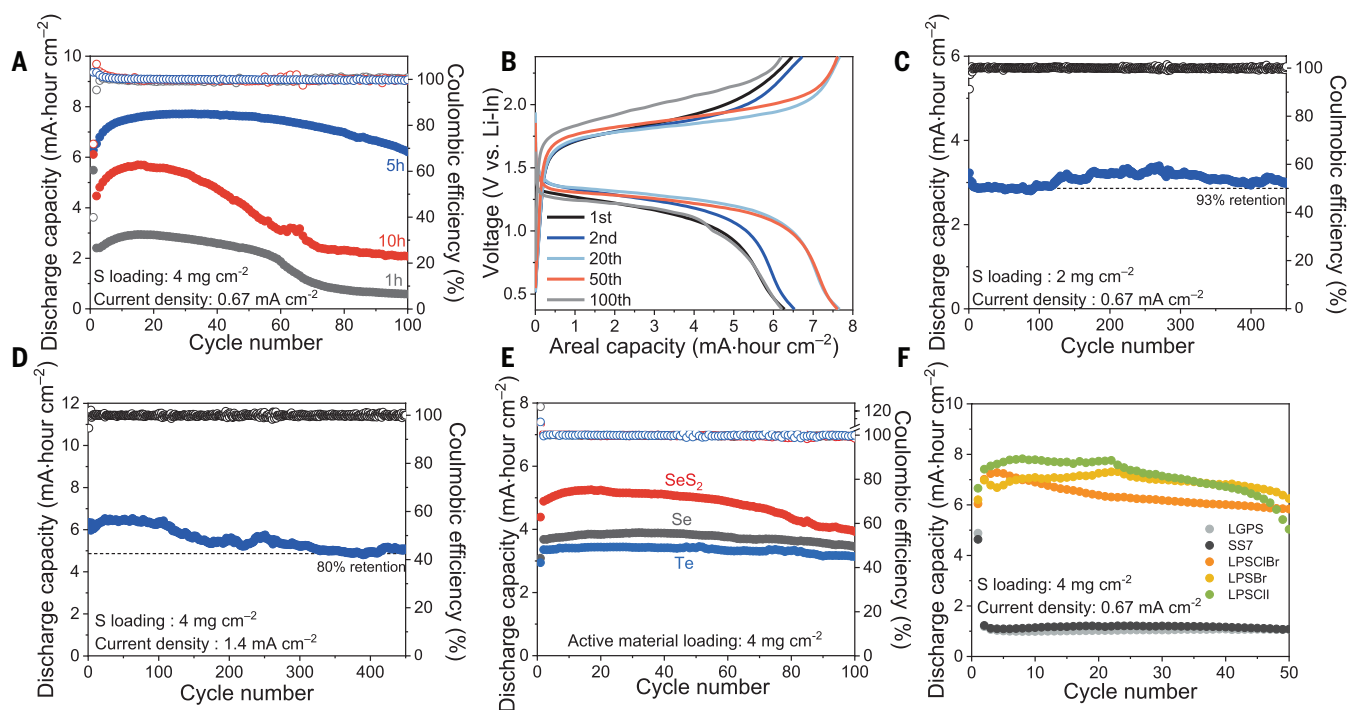 A
Discharge capacity (mA·hour cm⁻²)
10
8
6
4
2
0
5h
10h
1h
S loading: 4 mg cm⁻²
Current density: 0.67 mA cm⁻²
0 20 40 60 80 100
Cycle number
100
80
60
40
20
0
Coulombic efficiency (%)
B
Voltage (V vs. Li-In)
2.0
1.5
1.0
0.5
1st
2nd
20th
50th
100th
0 1 2 3 4 5 6 7 8
Areal capacity (mA·hour cm⁻²)
C
Discharge capacity (mA·hour cm⁻²)
6
5
4
3
2
1
0
93% retention
S loading : 2 mg cm⁻²
Current density : 0.67 mA cm⁻²
0 100 200 300 400
Cycle number
100
80
60
40
20
0
Coulmobic efficiency (%)
D
Discharge capacity (mA·hour cm⁻²)
12
10
8
6
4
2
0
80% retention
S loading : 4 mg cm⁻²
Current density : 1.4 mA cm⁻²
0 100 200 300 400
Cycle number
100
80
60
40
20
0
Coulmobic efficiency (%)
E
Discharge capacity (mA·hour cm⁻²)
8
7
6
5
4
3
2
1
0
SeS₂
Se
Te
Active material loading: 4 mg cm⁻²
0 20 40 60 80 100
Cycle number
120
100
80
60
40
20
0
Coulombic efficiency (%)
F
Discharge capacity (mA·hour cm⁻²)
10
8
6
4
2
0
LGPS
SS7
LPSClBr
LPSBr
LPSClI
S loading: 4 mg cm⁻²
Current density: 0.67 mA cm⁻²
0 10 20 30 40 50
Cycle number